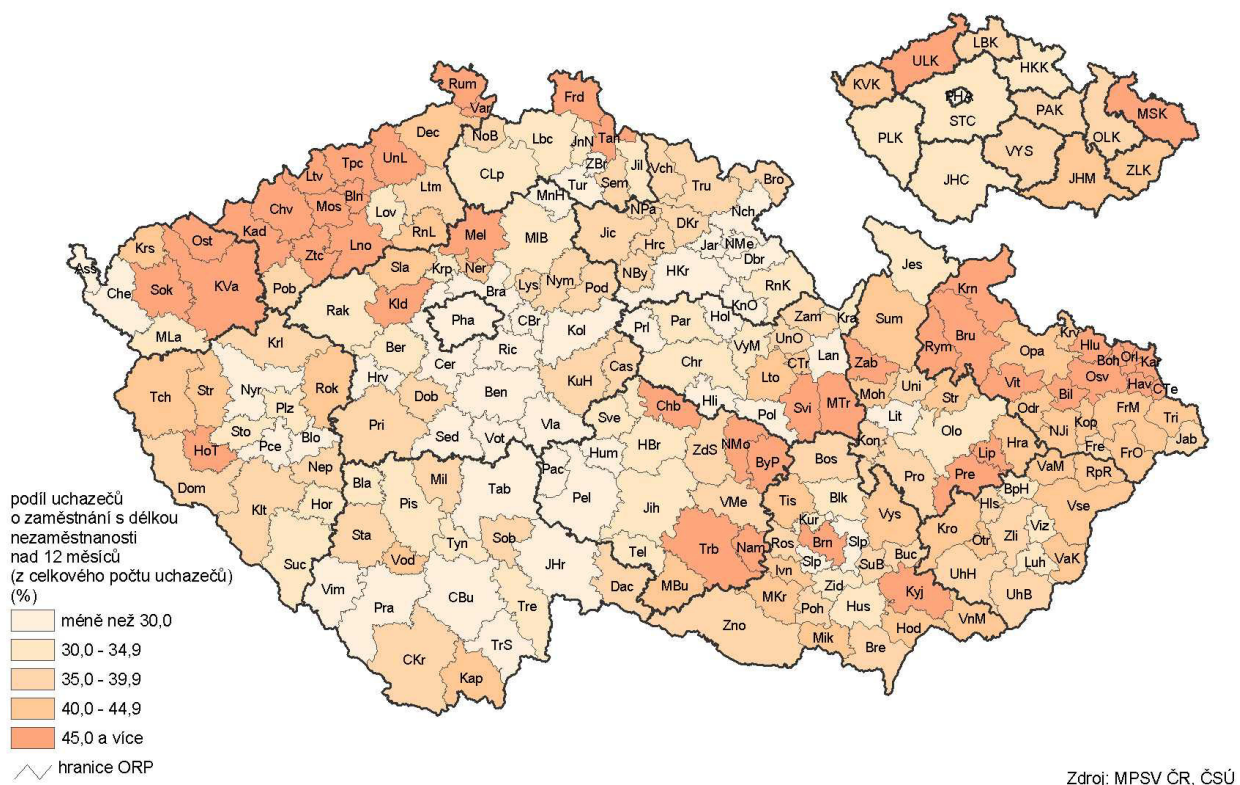 LBK
ULK
HKK
KVK
PHA
STC
PAK
MSK
PLK
OLK
VYS
JHC
ZLK
JHM
Rum
Var
Frd
Dec
NoB
Lbc
JnN
Tan
Tpc
UnL
ZBr
Jil
Vch
Ltv
CLp
Tur
Sem
Tru
Bro
Bln
Ltm
MnH
Chv
Mos
Lov
NPa
Nch
Kad
RnL
Mel
MlB
Jic
DKr
Krs
Ost
Ztc
Lno
Hrc
Jar
NMe
Ass
Sla
Krp
Ner
Dbr
Che
Sok
KVa
Pob
Kld
Bra
Lys
Nym
Pod
NBy
HKr
RnK
Jes
MLa
Rak
Pha
CBr
Kol
KnO
Krl
Ber
Ric
Prl
Par
Hol
Zam
Kra
Sum
Krn
Tch
Str
Nyr
Rok
Hrv
Cer
VyM
UnO
Rym
Bru
Plz
Dob
Ben
KuH
Cas
Chr
CTr
Lan
Zab
Opa
Krv
Hlu
Boh
Orl
Kar
Sto
Pri
Lto
Vit
Osv
Hav
CTe
HoT
Pce
Blo
Sed
Vot
Vla
Sve
Chb
Hli
Pol
Svi
MTr
Moh
Uni
Str
Bil
Nep
Lit
Olo
Odr
NJi
Kop
FrM
Tri
Dom
Klt
Hor
Bla
Mil
Tab
Pac
Hum
HBr
ZdS
NMo
ByP
Kon
Lip
Hra
Fre
FrO
Jab
Pis
Pel
Bos
Pro
Pre
VaM
RpR
Jih
VMe
Tis
Blk
Vys
BpH
Hls
Vse
Suc
Sta
Vod
Tyn
Sob
Tel
Trb
Nam
Ros
Kur
Brn
Slp
Kro
Otr
Zli
Viz
Vim
Pra
CBu
JHr
Dac
MBu
Ivn
Slp
SuB
Buc
UhH
Luh
VaK
Tre
MKr
Zid
Kyj
UhB
CKr
TrS
Zno
Poh
Hus
Hod
VnM
Kap
Mik
Bre
podíl uchazečů
o zaměstnání s délkou
nezaměstnanosti
nad 12 měsíců
(z celkového počtu uchazečů)
(%)
méně než 30,0
30,0 - 34,9
35,0 - 39,9
40,0 - 44,9
45,0 a více
hranice ORP
Zdroj: MPSV ČR, ČSÚ